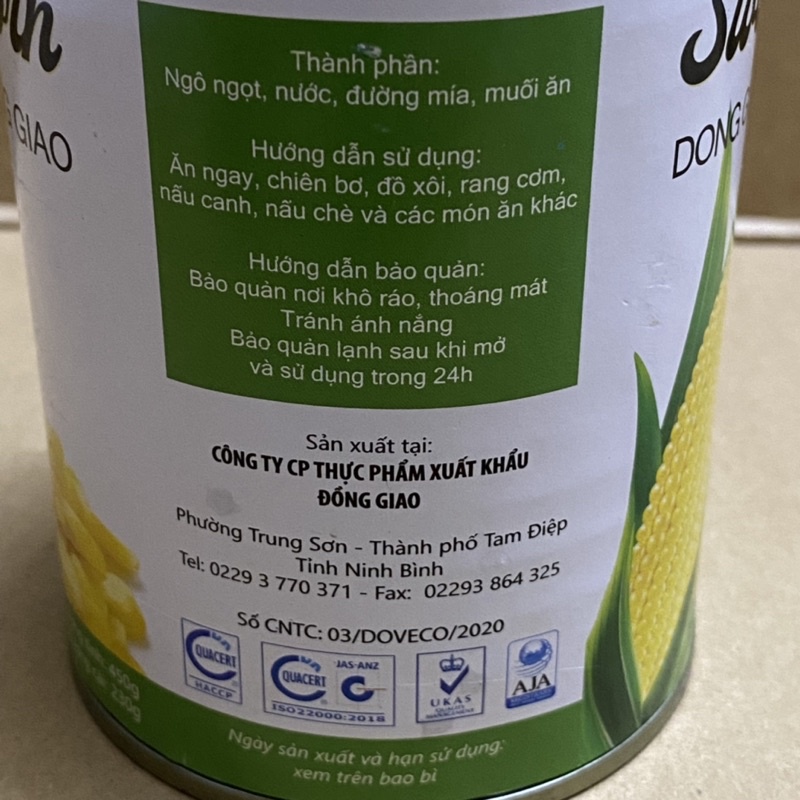 GIAO
DONG G
Thành phần:
Ngô ngọt, nước, đường mía, muối ăn
Hướng dẫn sử dụng:
Ăn ngay, chiên bơ, đồ xôi, rang cơm,
nấu canh, nấu chè và các món ăn khác
Hướng dẫn bảo quản:
Bảo quản nơi khô ráo, thoáng mát
Tránh ánh nắng
Bảo quản lạnh sau khi mở
và sử dụng trong 24h
Sản xuất tại:
CÔNG TY CP THỰC PHẨM XUẤT KHẨU
ĐỒNG GIAO
Phường Trung Sơn - Thành phố Tam Điệp
Tỉnh Ninh Bình
Tel: 0229 3 770 371 - Fax: 02293 864 325
Số CNTC: 03/DOVECO/2020
QUACERT
HACCP
QUACERT
JAS-ANZ
ISO22000:2018
UKAS
QUALITY
MANAGEMENT
AJA
450g
230g
Ngày sản xuất và hạn sử dụng:
xem trên bao bì